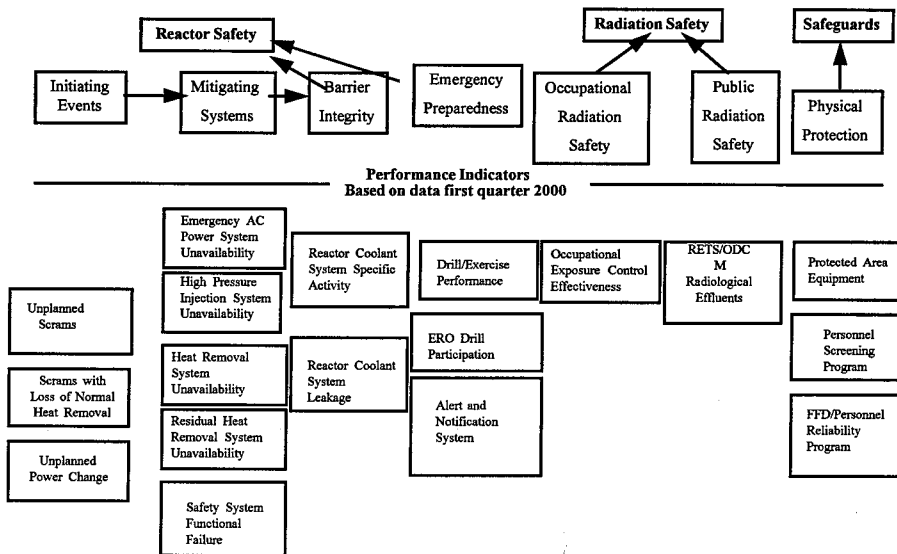 Reactor Safety
Radiation Safety
Safeguards
Initiating
Events
Mitigating
Systems
Barrier
Integrity
Emergency
Preparedness
Occupational
Radiation
Safety
Public
Radiation
Safety
Physical
Protection
Performance Indicators
Based on data first quarter 2000
Unplanned
Scrams
Scrams with
Loss of Normal
Heat Removal
Unplanned
Power Change
Emergency AC
Power System
Unavailability
High Pressure
Injection System
Unavailability
Heat Removal
System
Unavailability
Residual Heat
Removal System
Unavailability
Safety System
Functional
Failure
Reactor Coolant
System Specific
Activity
Reactor Coolant
System
Leakage
Drill/Exercise
Performance
ERO Drill
Participation
Alert and
Notification
System
Occupational
Exposure Control
Effectiveness
RETS/ODC
M
Radiological
Effluents
Protected Area
Equipment
Personnel
Screening
Program
FFD/Personnel
Reliability
Program